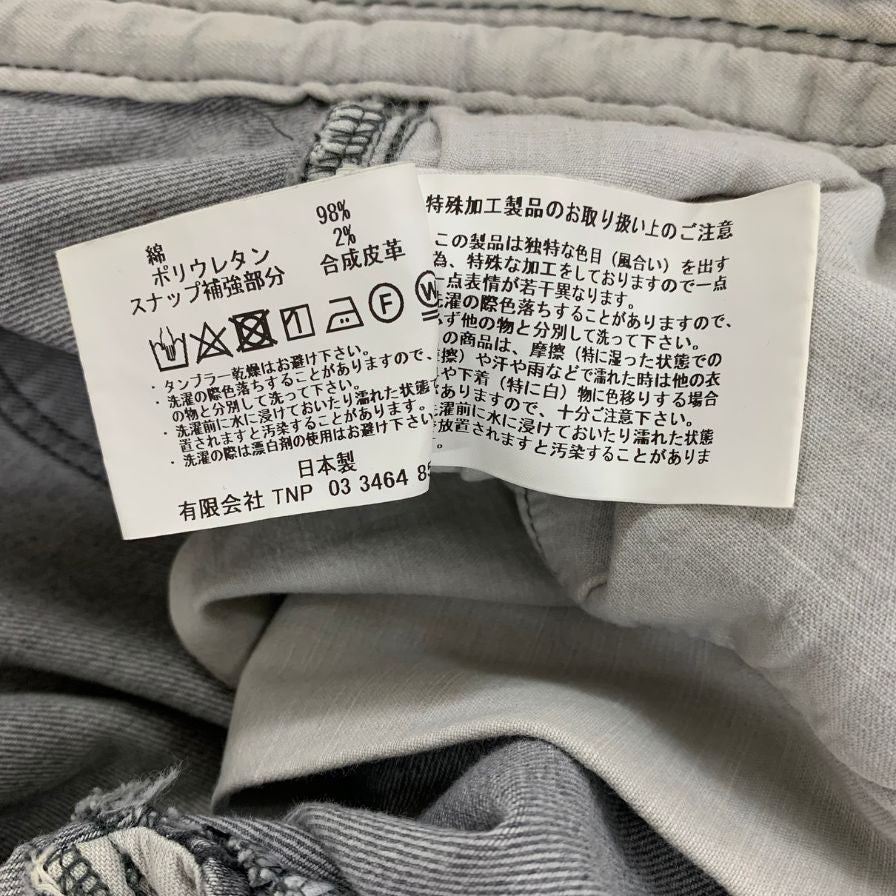 綿 98%
ポリウレタン 2%
スナップ補強部分 合成皮革
F
W
・タンブラー乾燥はお避け下さい。
・洗濯の際色落ちすることがありますので、
の物と分別して洗って下さい。
・洗濯前に水に浸けておいたり濡れた状態で
置されますと汚染することがあります。
・洗濯の際は漂白剤の使用はお避け下さい
日本製
有限会社 TNP 03 3464 85
特殊加工製品のお取り扱い上のご注意
この製品は独特な色目（風合い）を出す
為、特殊な加工をしておりますので一点
一点表情が若干異なります。
洗濯の際色落ちすることがありますので、
必ず他の物と分別して洗って下さい。
の商品は、摩擦（特に湿った状態での
摩擦）や汗や雨などで濡れた時は他の衣
や下着（特に白）物に色移りする場合
ありますので、十分ご注意下さい。
濯前に水に浸けておいたり濡れた状態
で放置されますと汚染することがありま
す。